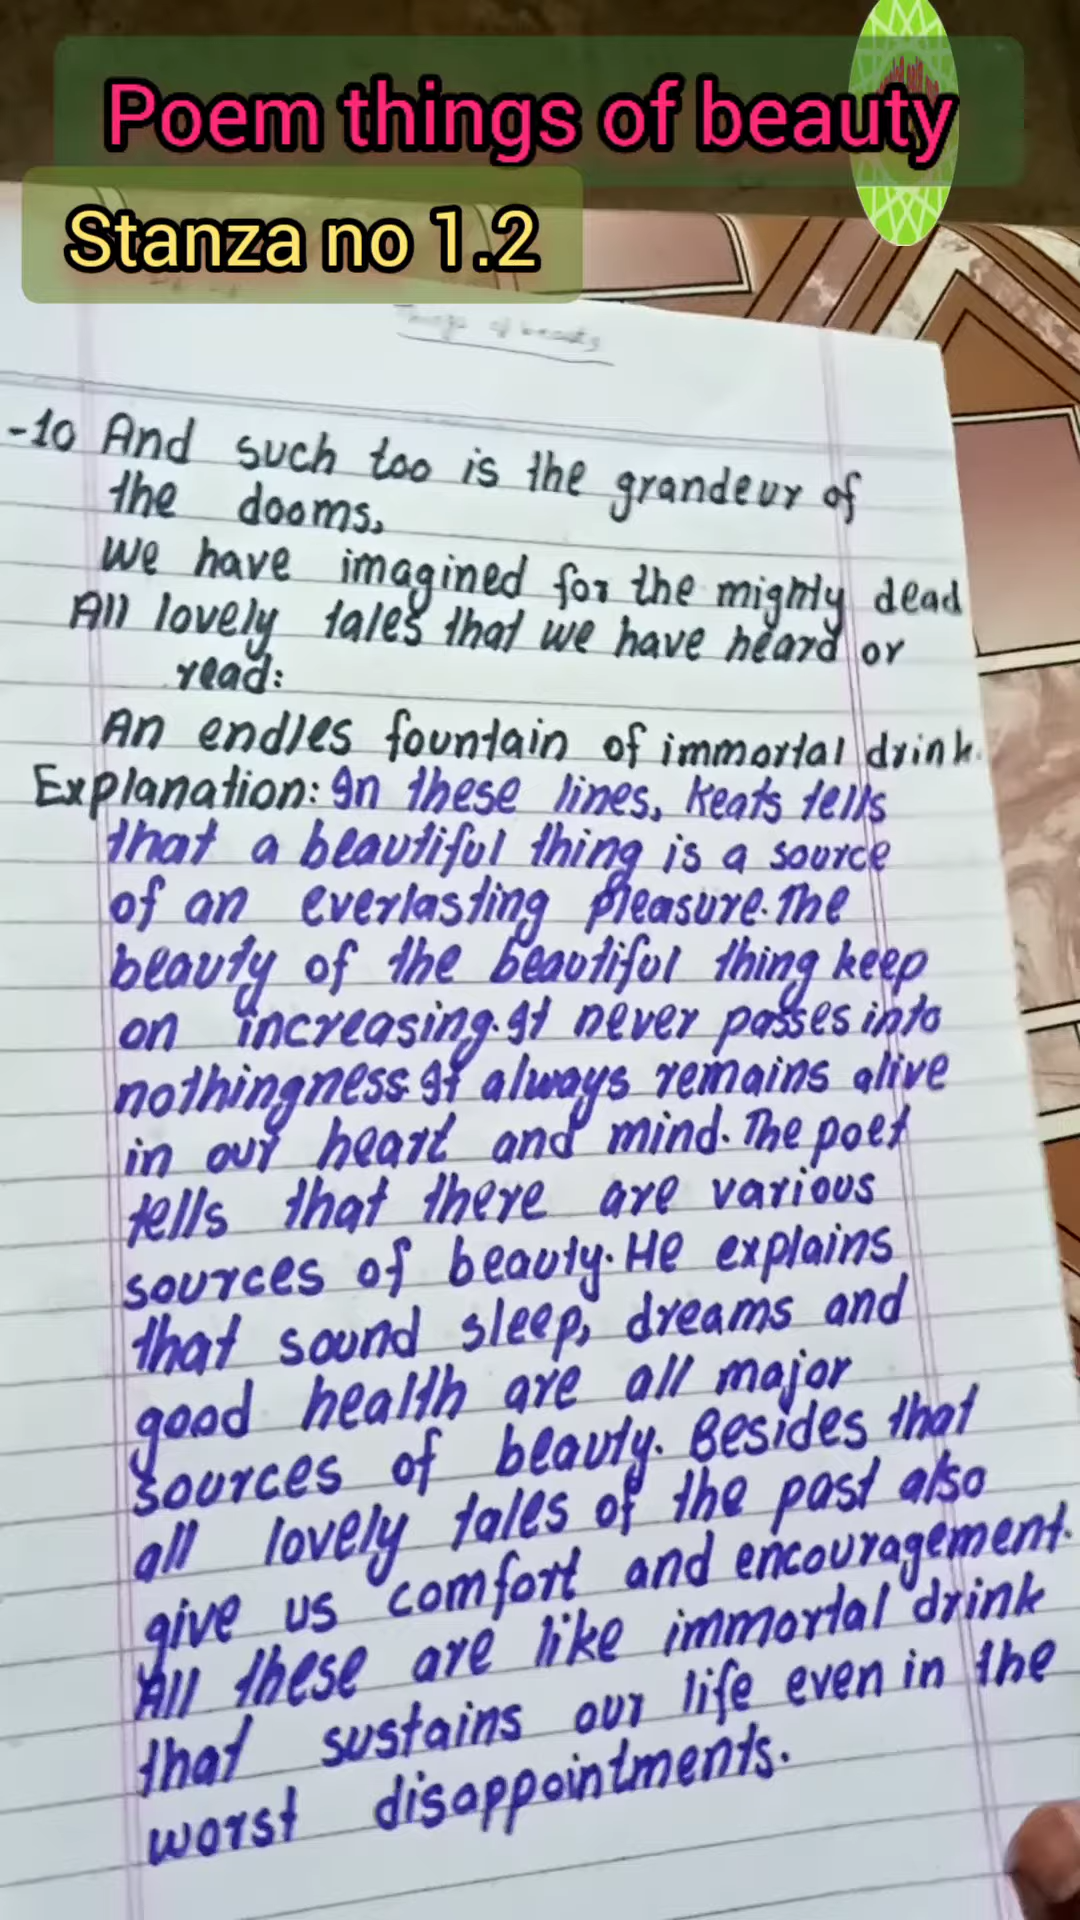 Poem things of beauty
Stanza no 1.2
Things of beauty
-10 And such too is the grandeur of
the dooms,
we have imagined for the mighty dead
All lovely tales that we have heard or
read:
An endles fountain of immortal drink.
Explanation: In these lines, Keats tells
that a beautiful thing is a source
of an everlasting pleasure. The
beauty of the beautiful thing keep
on increasing. It never passes into
nothingness. It always remains alive
in our heart and mind. The poet
tells that there are various
sources of beauty. He explains
that sound sleep, dreams and
good health are all major
sources of beauty. Besides that
all lovely tales of the past also
give us comfort and encouragement.
All these are like immortal drink
that sustains our life even in the
worst disappointments.